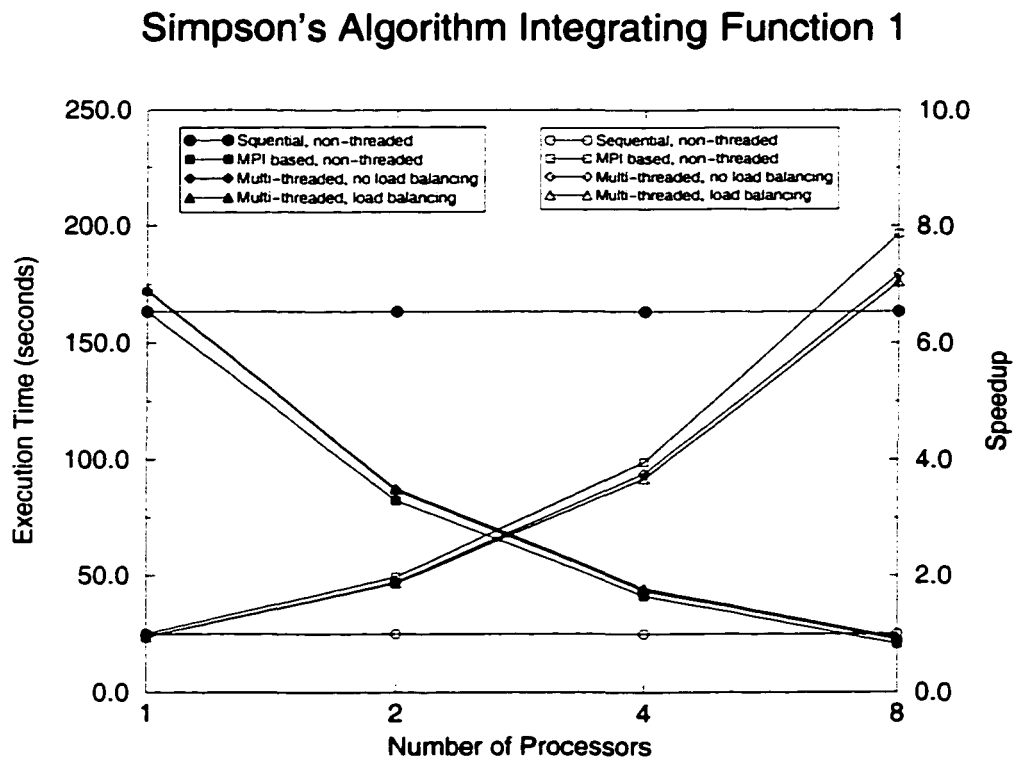 Simpson's Algorithm Integrating Function 1
250.0
200.0
150.0
100.0
50.0
0.0
Execution Time (seconds)
Squential, non-threaded
MPI based, non-threaded
Multi-threaded, no load balancing
Multi-threaded, load balancing
Sequential, non-threaded
MPI based, non-threaded
Multi-threaded, no load balancing
Multi-threaded, load balancing
10.0
8.0
6.0
4.0
2.0
0.0
Speedup
1
2
4
8
Number of Processors